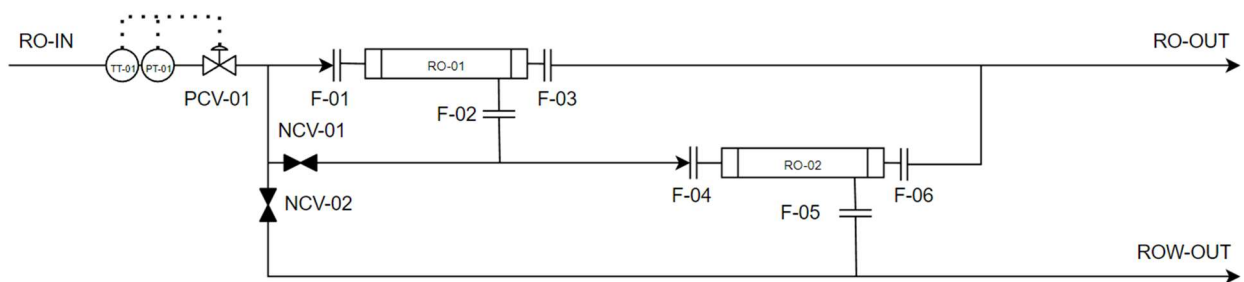 RO-IN
TT-01
PT-01
PCV-01
F-01
RO-01
F-03
RO-OUT
F-02
NCV-01
NCV-02
F-04
RO-02
F-06
F-05
ROW-OUT